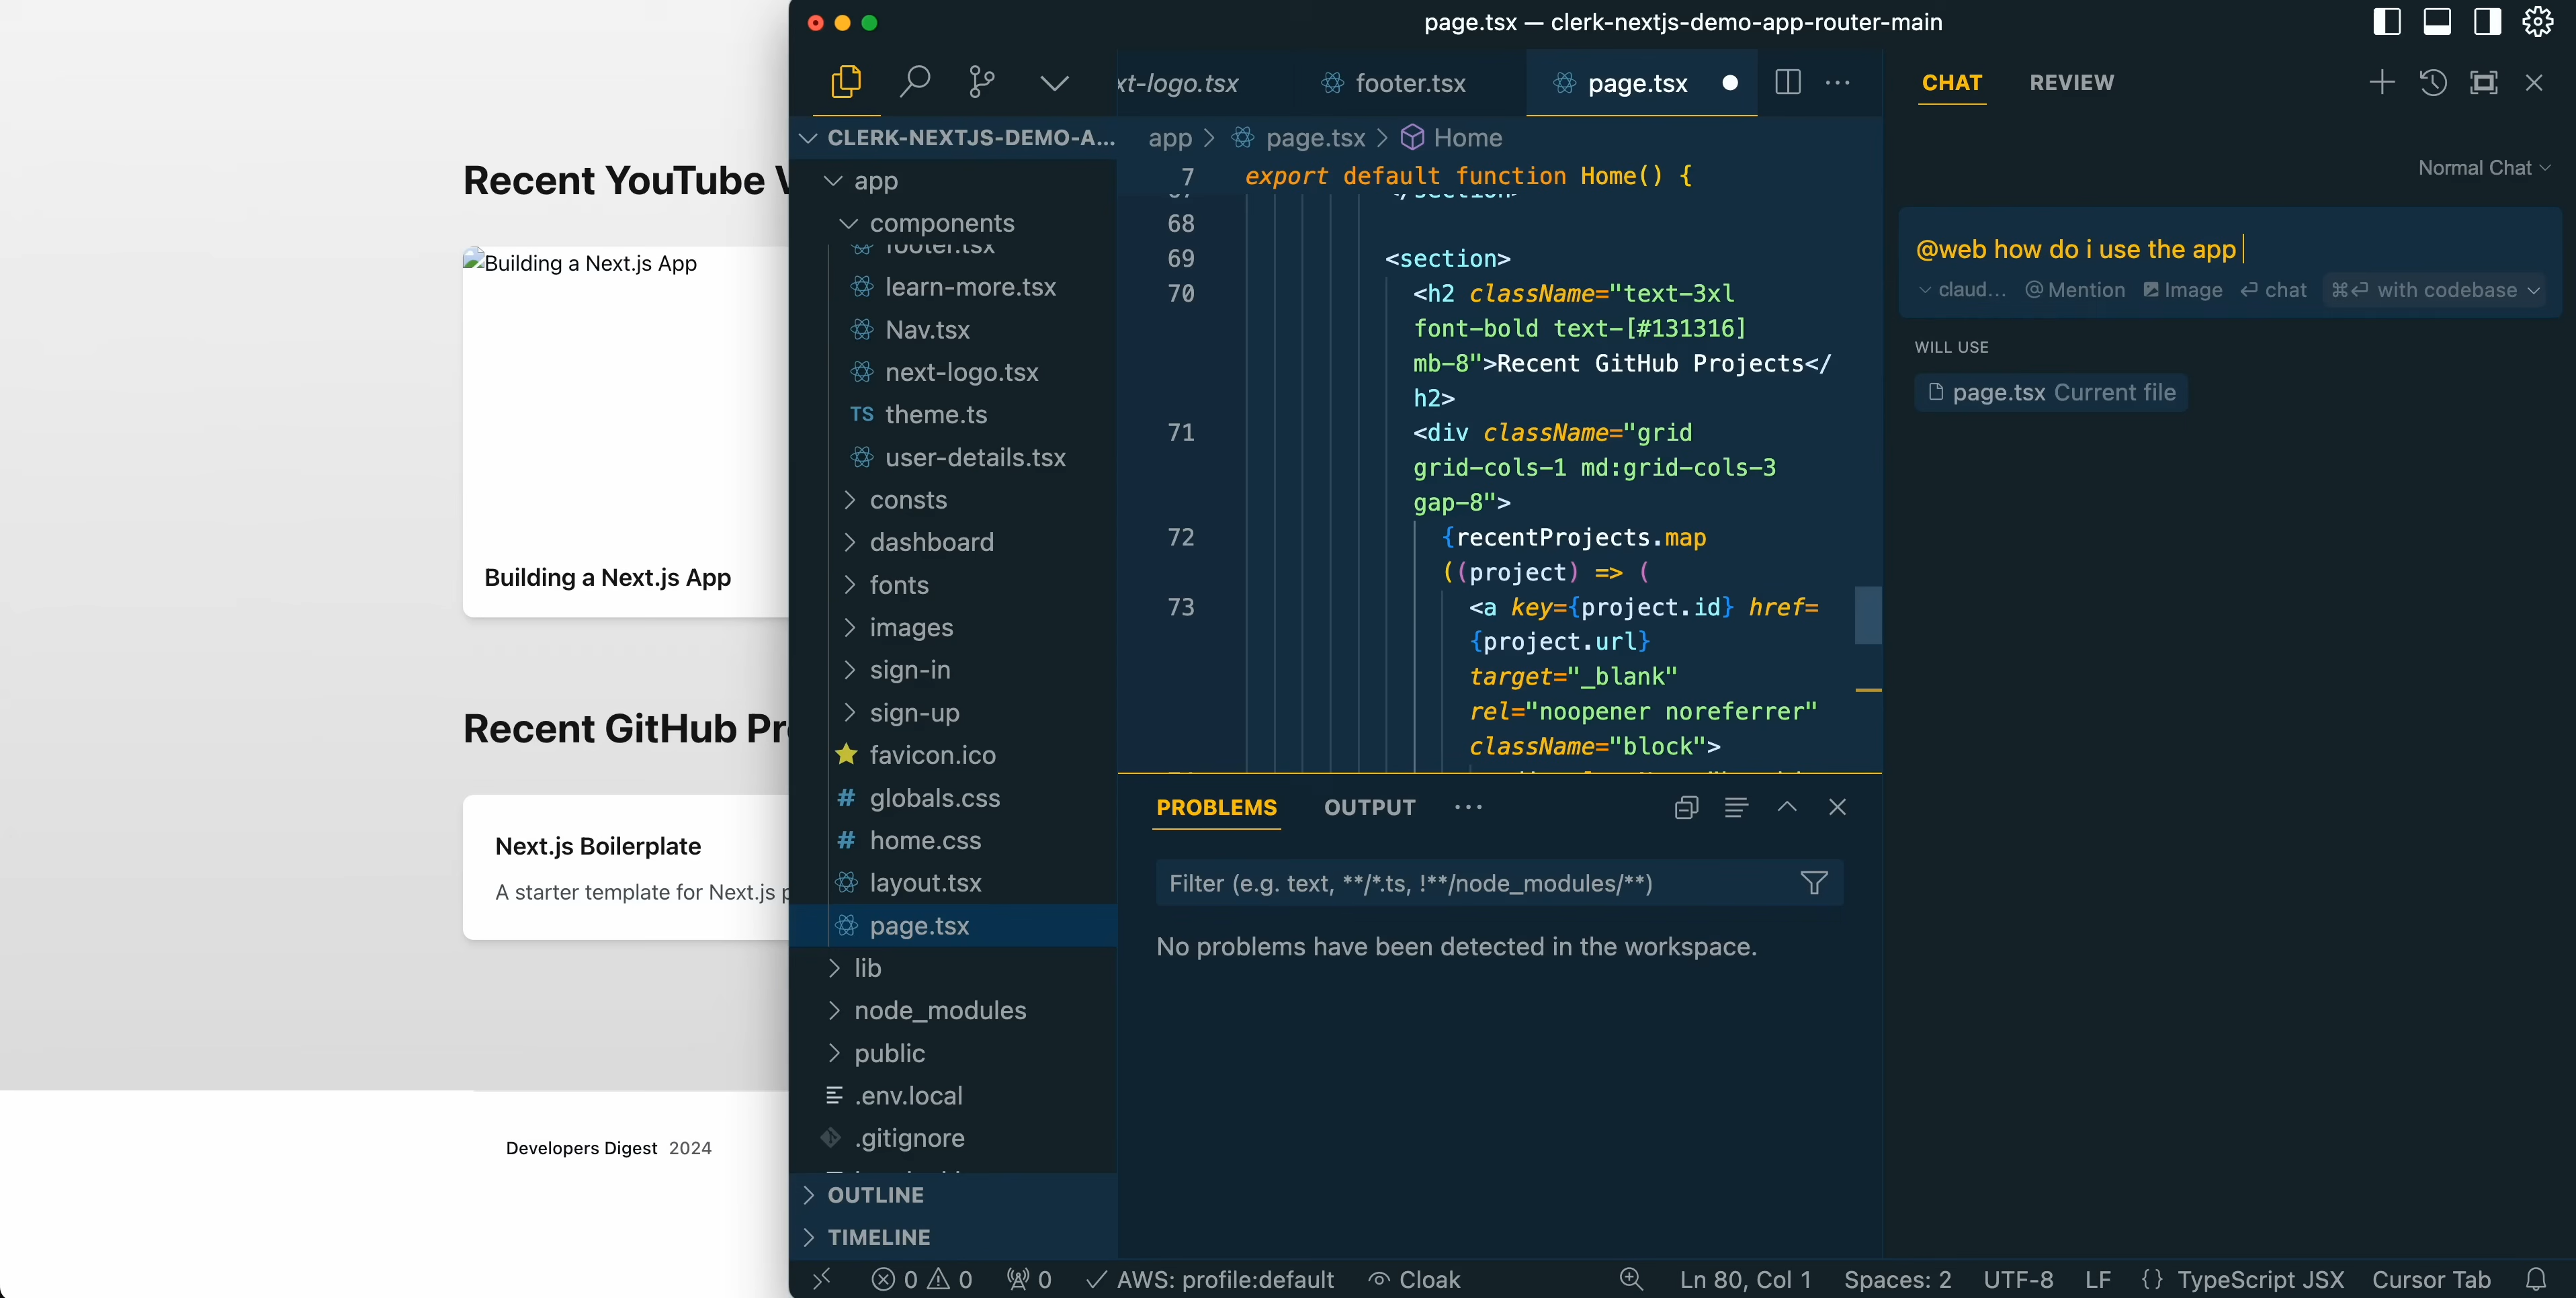 page.tsx — clerk-nextjs-demo-app-router-main
Recent YouTube
Building a Next.js App
Building a Next.js App
Recent GitHub
Next.js Boilerplate
A starter template for Next.js
Developers Digest 2024
CLERK-NEXTJS-DEMO-A...
app
components
footer.tsx
learn-more.tsx
Nav.tsx
next-logo.tsx
TS theme.ts
user-details.tsx
consts
dashboard
fonts
images
sign-in
sign-up
favicon.ico
# globals.css
# home.css
layout.tsx
page.tsx
lib
node_modules
public
.env.local
.gitignore
OUTLINE
TIMELINE
xt-logo.tsx
footer.tsx
page.tsx
app > page.tsx > Home
7 export default function Home() {
67 </section>
68
69 <section>
70 <h2 className="text-3xl
font-bold text-[#131316]
mb-8">Recent GitHub Projects</
h2>
71 <div className="grid
grid-cols-1 md:grid-cols-3
gap-8">
72 {recentProjects.map
((project) => (
73 <a key={project.id} href=
{project.url}
target="_blank"
rel="noopener noreferrer"
className="block">
PROBLEMS
OUTPUT
Filter (e.g. text, **/*.ts, !**/node_modules/**)
No problems have been detected in the workspace.
CHAT
REVIEW
Normal Chat
@web how do i use the app
claud... @ Mention Image ↩ chat ⌘↩ with codebase
WILL USE
page.tsx Current file
0 0 0 AWS: profile:default Cloak
Ln 80, Col 1 Spaces: 2 UTF-8 LF {} TypeScript JSX Cursor Tab